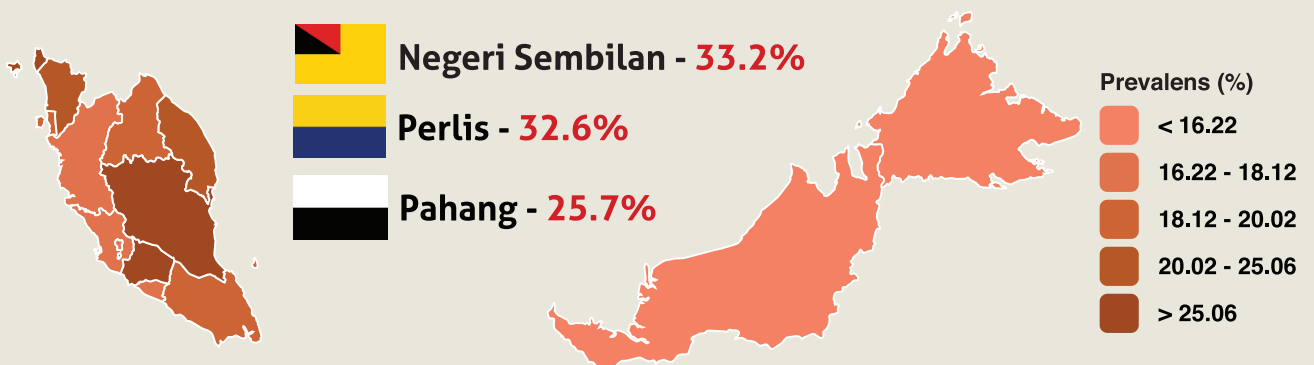 Negeri Sembilan - 33.2%
Perlis - 32.6%
Pahang - 25.7%
Prevalens (%)
< 16.22
16.22 - 18.12
18.12 - 20.02
20.02 - 25.06
> 25.06